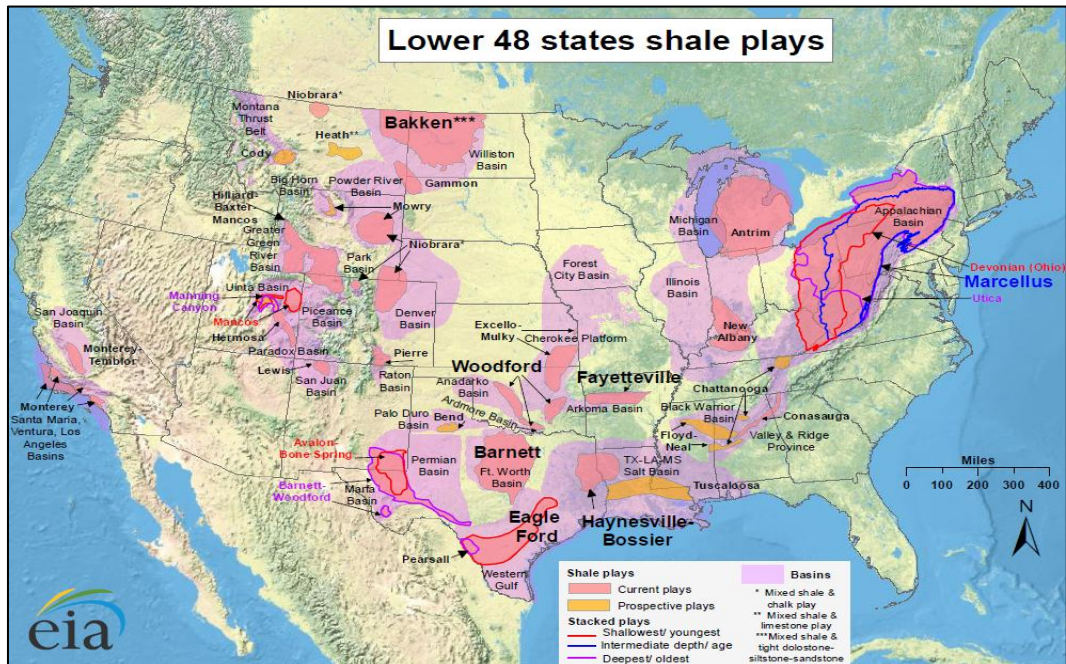 Lower 48 states shale plays
Niobrara*
Montana
Thrust
Belt
Cody
Heath**
Bakken***
Williston
Basin
Big Horn
Basin
Powder River
Basin
Gammon
Hilliard-
Baxter-
Mancos
Mowry
Greater
Green
River
Basin
Niobrara*
Park
Basin
Michigan
Basin
Antrim
Appalachian
Basin
Devonian (Ohio)
Marcellus
Utica
Forest
City Basin
Illinois
Basin
Uinta Basin
Manning
Canyon
Mancos
Piceance
Basin
Denver
Basin
Hermosa
Paradox Basin
San Joaquin
Basin
Monterey-
Temblor
Excello-
Mulky
Cherokee Platform
New
Albany
Lewis
San Juan
Basin
Pierre
Raton
Basin
Woodford
Anadarko
Basin
Fayetteville
Chattanooga
Arkoma Basin
Black Warrior
Basin
Conasauga
Monterey
Santa Maria,
Ventura, Los
Angeles
Basins
Palo Duro
Basin
Bend
Ardmore Basin
Floyd-
Neal
Valley & Ridge
Province
Avalon-
Bone Spring
Permian
Basin
Barnett
Ft. Worth
Basin
TX-LA-MS
Salt Basin
Tuscaloosa
Barnett-
Woodford
Marfa
Basin
Eagle
Ford
Haynesville-
Bossier
Pearsall
Western
Gulf
Miles
0 100 200 300 400
N
Shale plays
Current plays
Prospective plays
Stacked plays
Shallowest/ youngest
Intermediate depth/ age
Deepest/ oldest
Basins
* Mixed shale &
chalk play
** Mixed shale &
limestone play
***Mixed shale &
tight dolostone-
siltstone-sandstone
eia